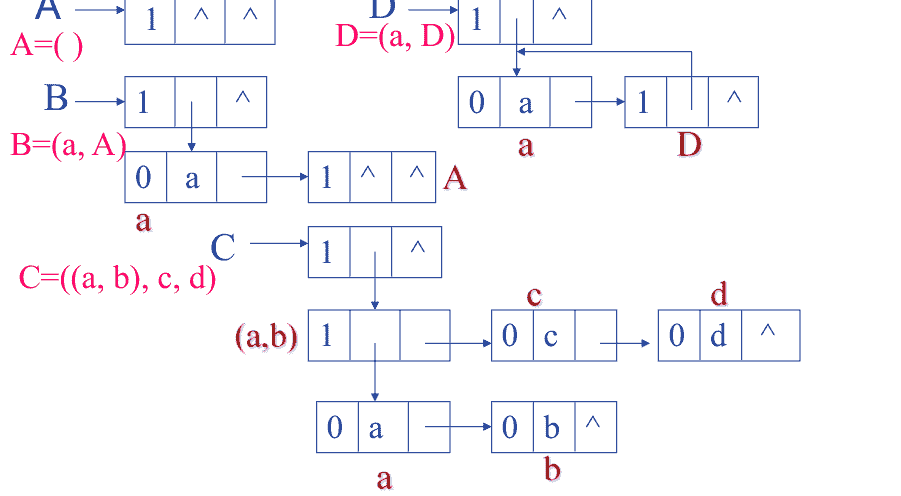 A 1 ^ ^
A=( )
D 1 ^
D=(a, D)
0 a 1 ^
a D
B 1 ^
B=(a, A)
0 a 1 ^ ^ A
a
C 1 ^
C=((a, b), c, d)
c d
(a,b) 1 0 c 0 d ^
0 a 0 b ^
a b